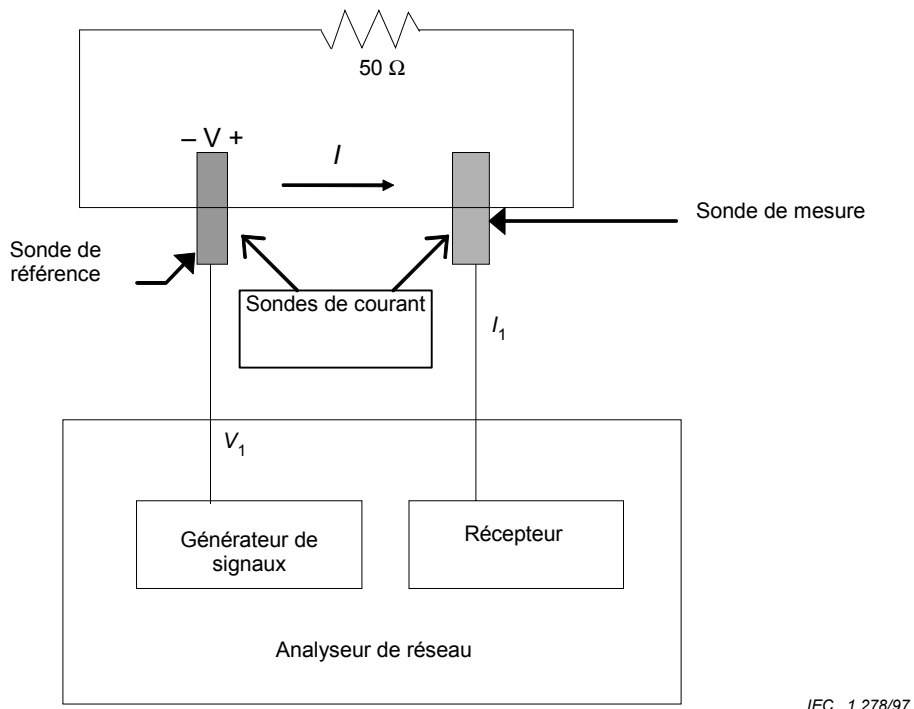 50 Ω
– V +
I
Sonde de mesure
Sonde de
référence
Sondes de courant
I1
V1
Générateur de
signaux
Récepteur
Analyseur de réseau
IEC 1 278/97